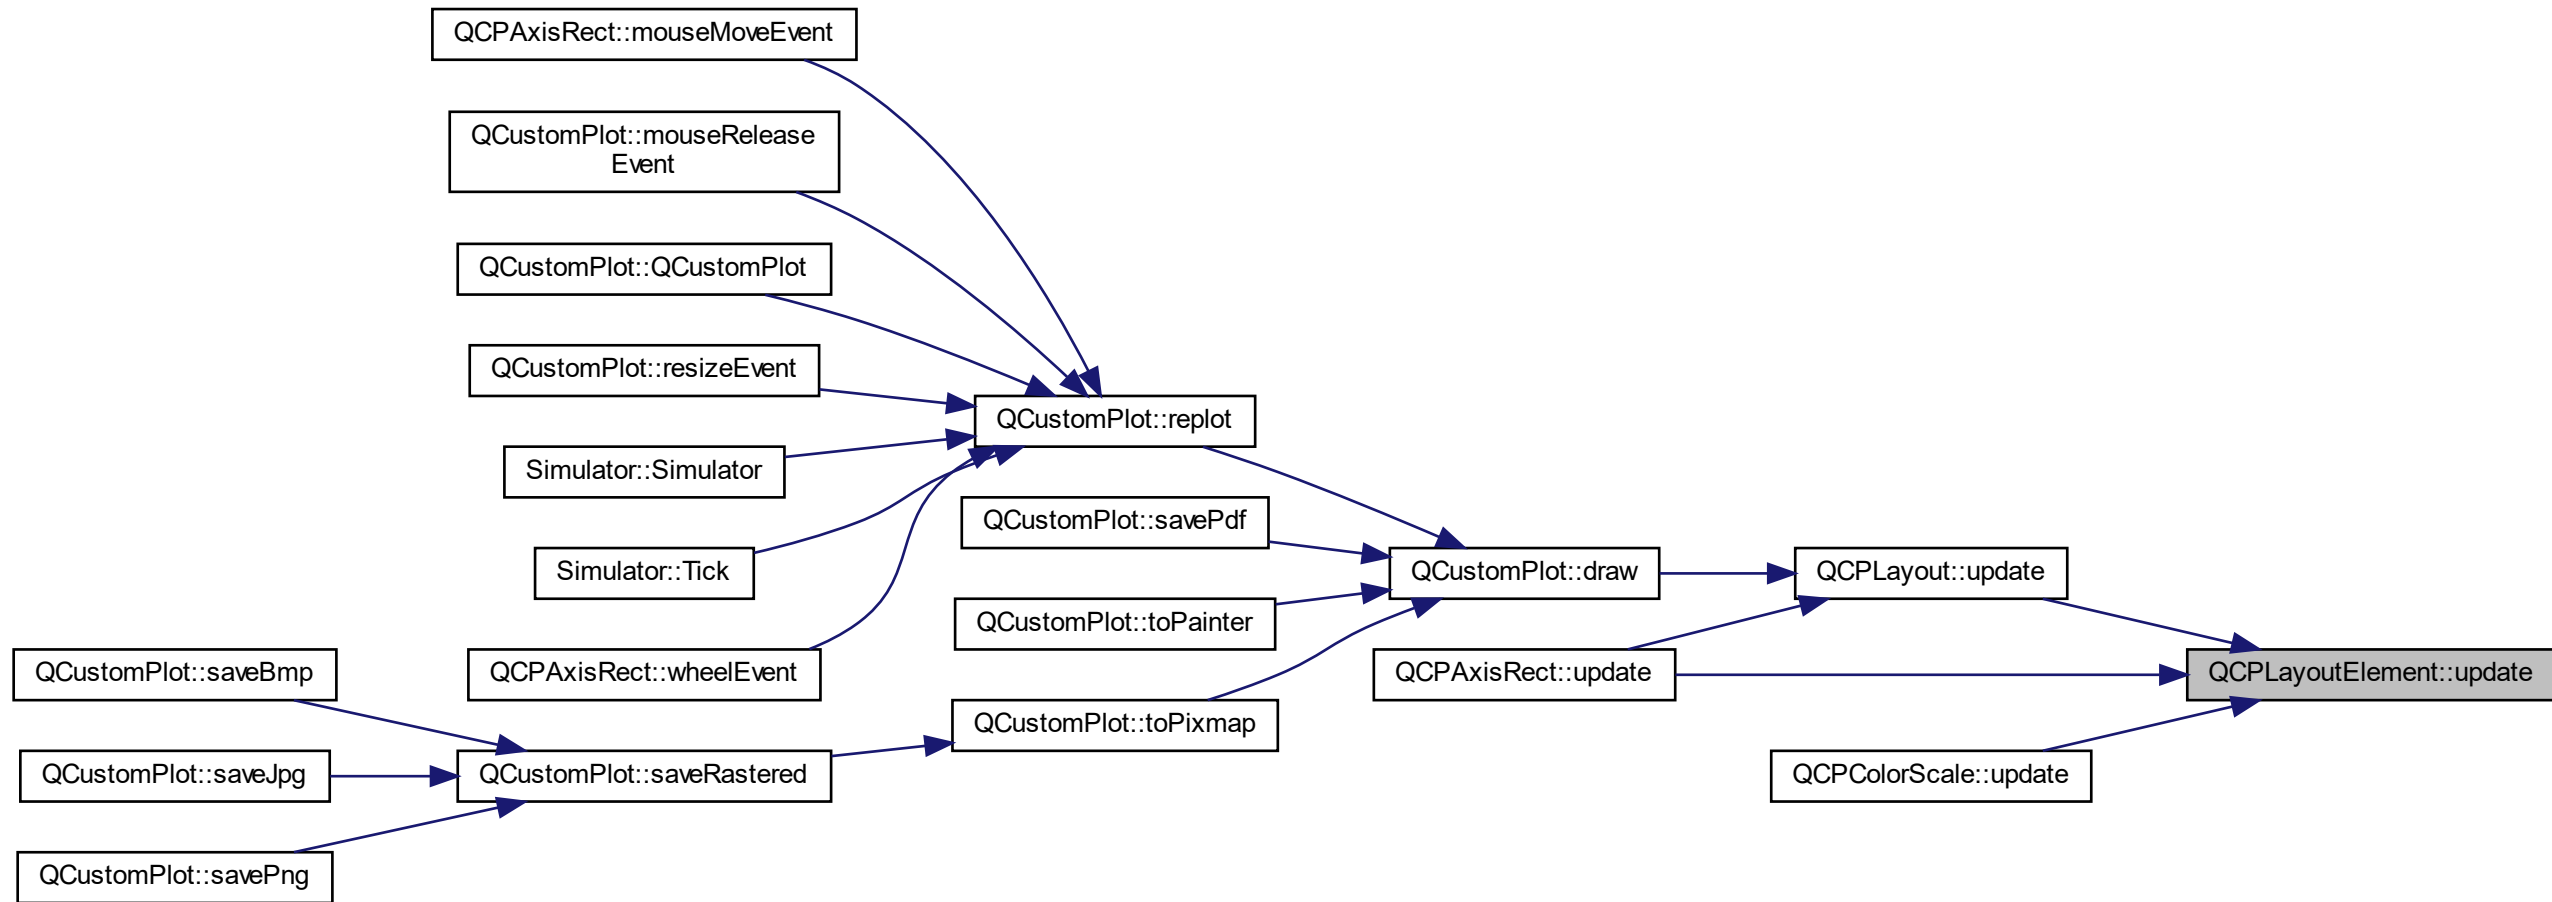 QCPAxisRect::mouseMoveEvent
QCustomPlot::mouseRelease
Event
QCustomPlot::QCustomPlot
QCustomPlot::resizeEvent
QCustomPlot::replot
Simulator::Simulator
QCustomPlot::savePdf
Simulator::Tick
QCustomPlot::draw
QCPLayout::update
QCustomPlot::toPainter
QCustomPlot::saveBmp
QCPAxisRect::wheelEvent
QCPAxisRect::update
QCPLayoutElement::update
QCustomPlot::toPixmap
QCustomPlot::saveJpg
QCustomPlot::saveRastered
QCPColorScale::update
QCustomPlot::savePng